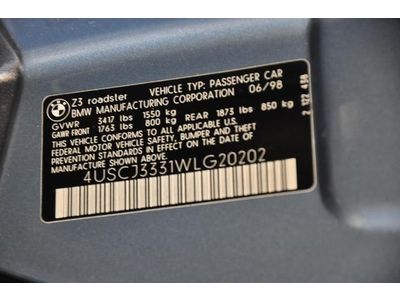 BMW
Z3 roadster
VEHICLE TYP: PASSENGER CAR
BMW MANUFACTURING CORPORATION 06/98
GVWR 3417 lbs 1550 kg
GAWR FRONT 1763 lbs 800 kg REAR 1873 lbs 850 kg
THIS VEHICLE CONFORMS TO ALL APPLICABLE
FEDERAL MOTOR VEHICLE SAFETY, BUMPER AND THEFT
PREVENTION STANDARDS IN EFFECT ON THE DATE OF
MANUFACTURE SHOWN ABOVE.
4USCJ3331WLG20202
2 127 458